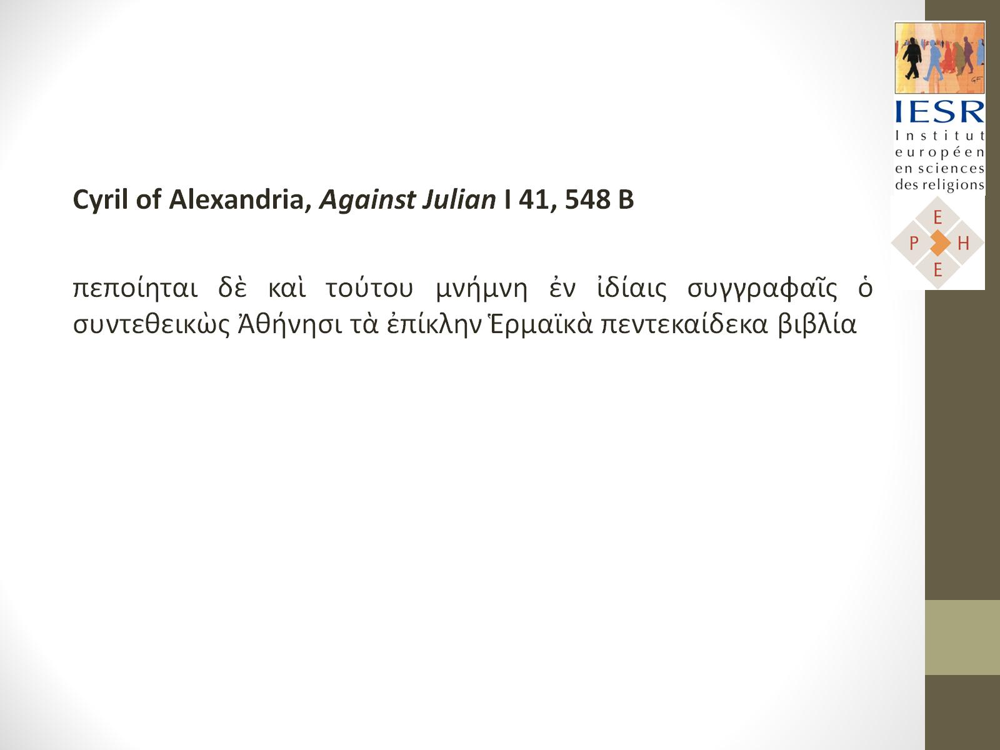 Cyril of Alexandria, Against Julian I 41, 548 B
πεποίηται δὲ καὶ τούτου μνήμνη ἐν ἰδίαις συγγραφαῖς ὁ
συντεθεικὼς Ἀθήνησι τὰ ἐπίκλην Ἑρμαϊκὰ πεντεκαίδεκα βιβλία
GF
IESR
Institut
européen
en sciences
des religions
E
P H
E